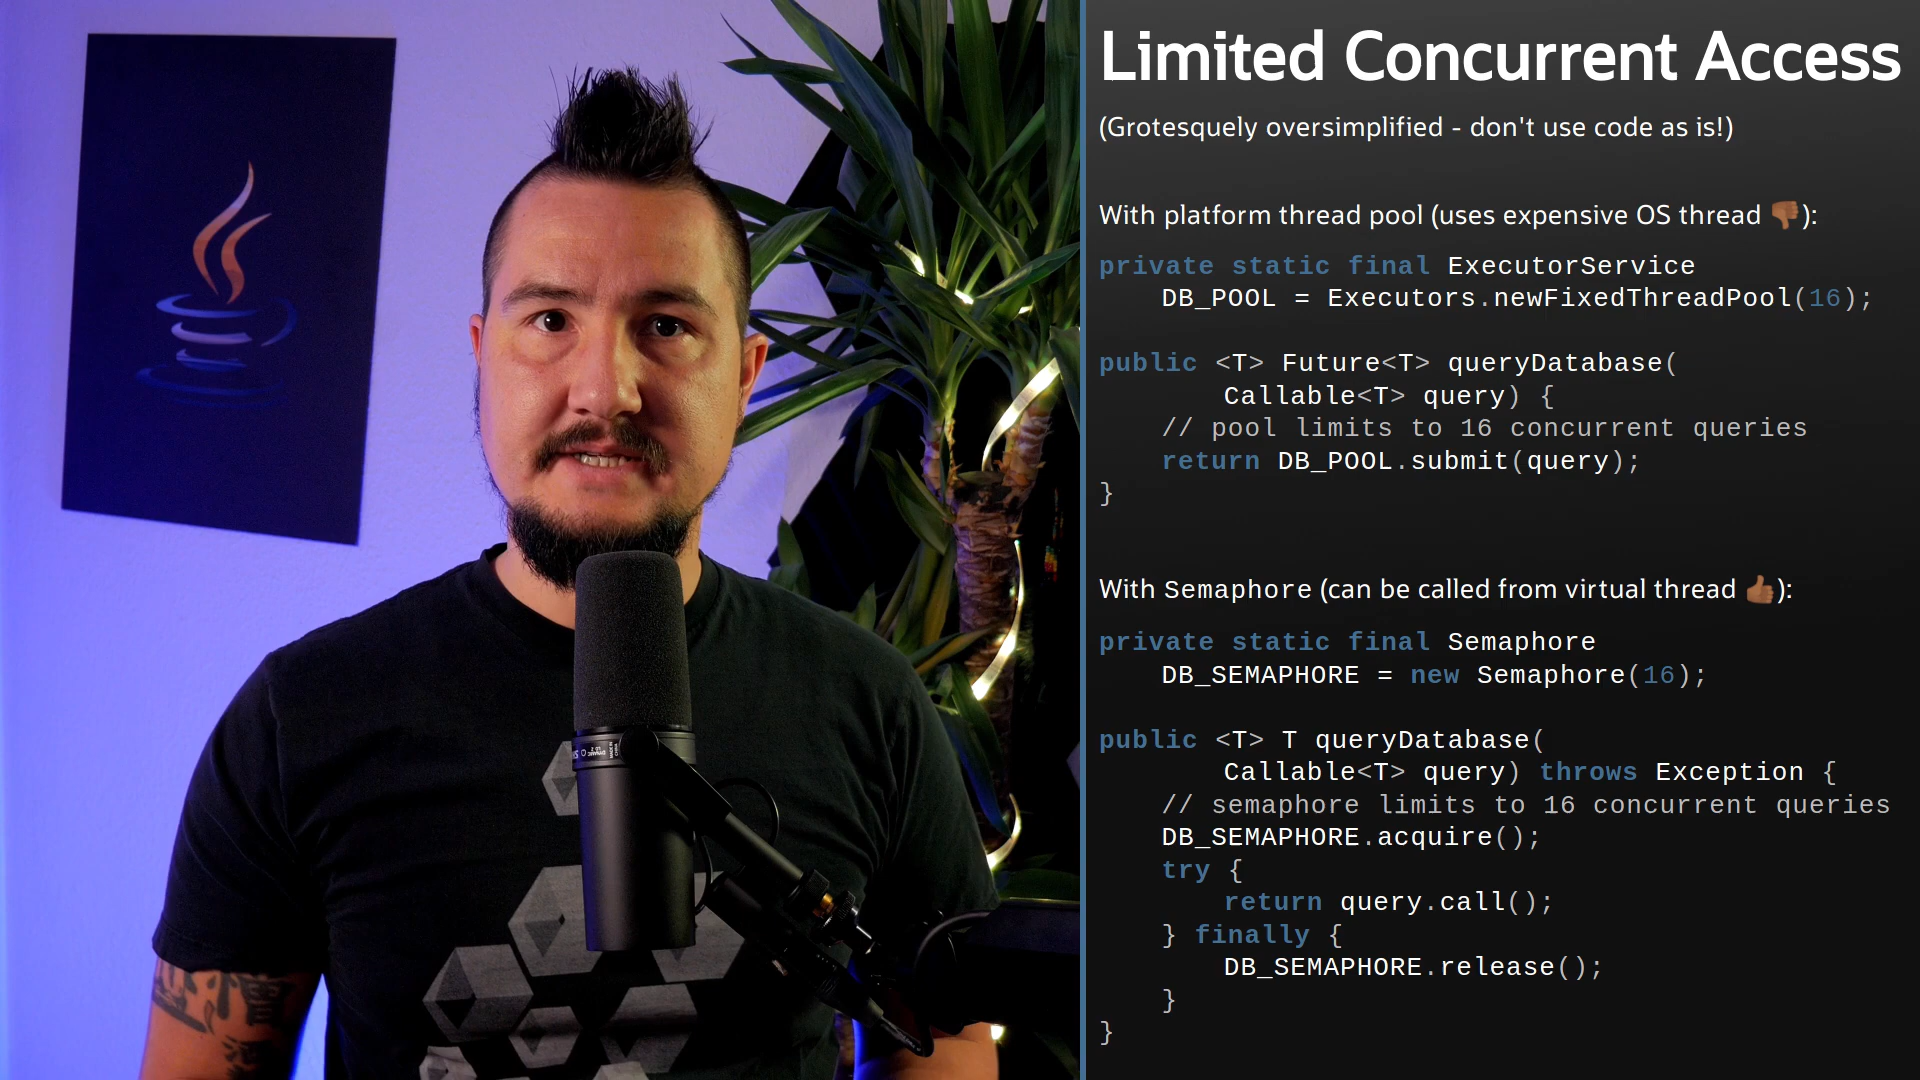 Limited Concurrent Access
(Grotesquely oversimplified - don't use code as is!)
With platform thread pool (uses expensive OS thread 👎🏾):
private static final ExecutorService
DB_POOL = Executors.newFixedThreadPool(16);
public <T> Future<T> queryDatabase(
Callable<T> query) {
// pool limits to 16 concurrent queries
return DB_POOL.submit(query);
}
With Semaphore (can be called from virtual thread 👍🏾):
private static final Semaphore
DB_SEMAPHORE = new Semaphore(16);
public <T> T queryDatabase(
Callable<T> query) throws Exception {
// semaphore limits to 16 concurrent queries
DB_SEMAPHORE.acquire();
try {
return query.call();
} finally {
DB_SEMAPHORE.release();
}
}